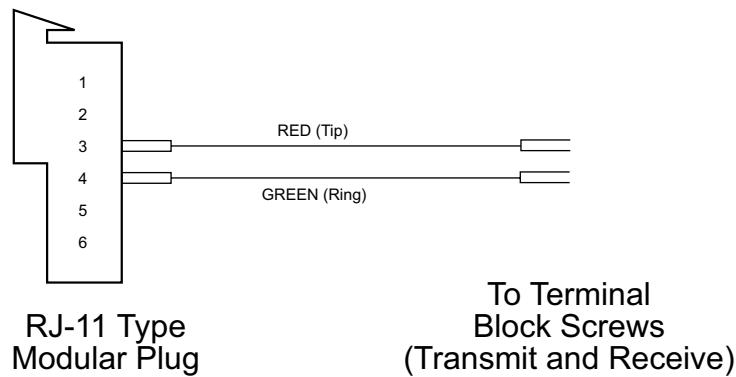 1
2
3
4
5
6
RED (Tip)
GREEN (Ring)
RJ-11 Type
Modular Plug
To Terminal
Block Screws
(Transmit and Receive)